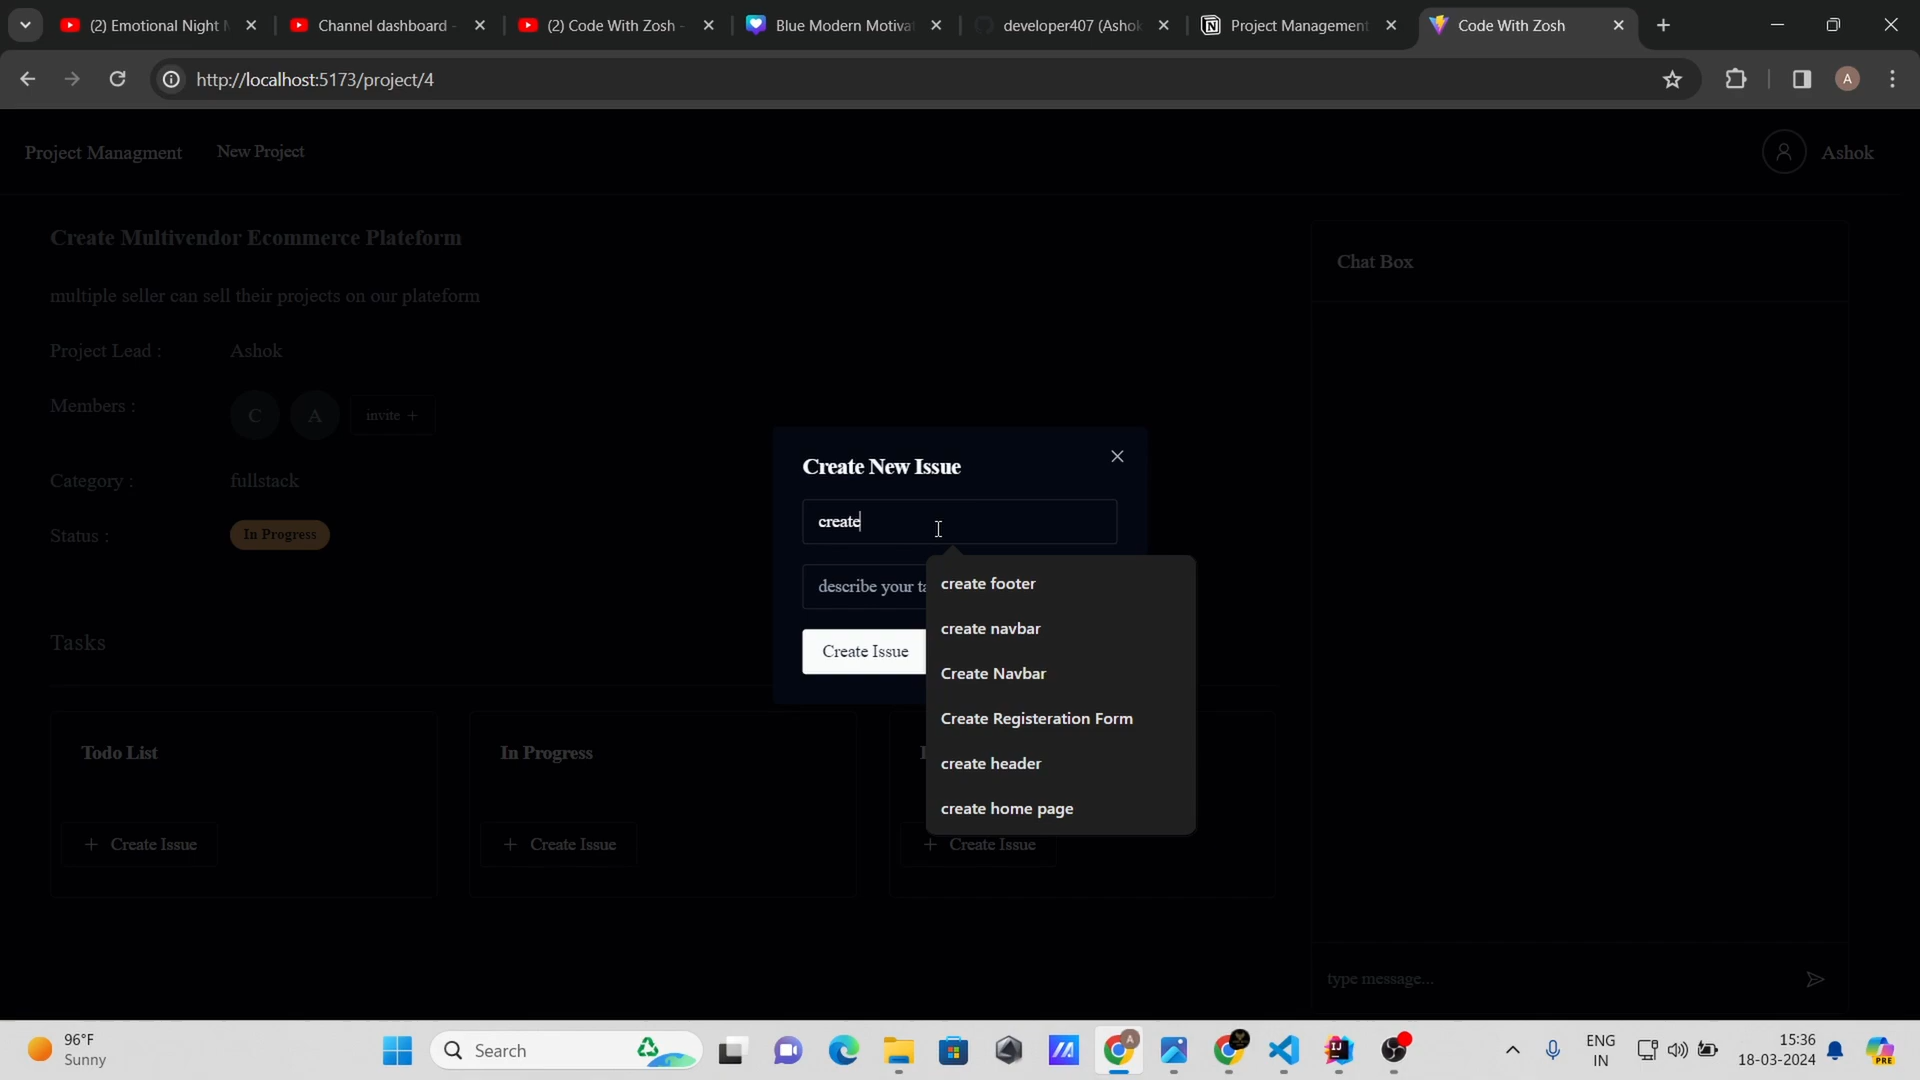 (2) Emotional Night M
Channel dashboard -
(2) Code With Zosh -
Blue Modern Motivat
developer407 (Ashok
Project Management
Code With Zosh
http://localhost:5173/project/4
A
Project Managment
New Project
Ashok
Create Multivendor Ecommerce Plateform
multiple seller can sell their projects on our plateform
Project Lead :
Ashok
Members :
C
A
invite +
Category :
fullstack
Status :
In Progress
Tasks
Todo List
+ Create Issue
In Progress
+ Create Issue
+ Create Issue
Chat Box
type message...
Create New Issue
create
describe your ta
Create Issue
create footer
create navbar
Create Navbar
Create Registeration Form
create header
create home page
96°F
Sunny
Search
A
ENG
IN
15:36
18-03-2024
PRE